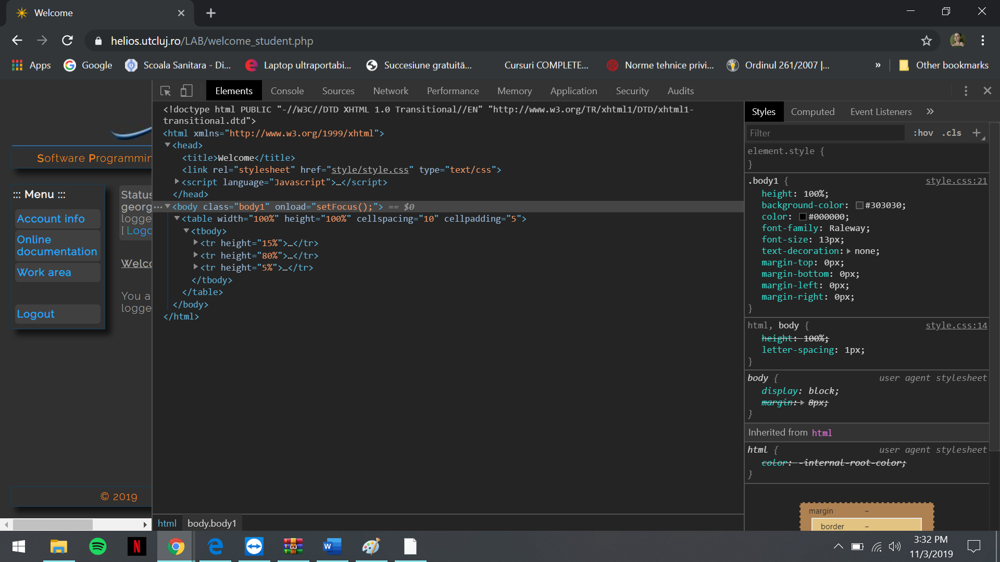 Welcome
helios.utcluj.ro/LAB/welcome_student.php
Apps
Google
Scoala Sanitara - Di...
Laptop ultraportabi...
Succesiune gratuită...
Cursuri COMPLETE...
Norme tehnice privi...
Ordinul 261/2007 |...
»
Other bookmarks
Software Programmin
::: Menu :::
Account info
Online
documentation
Work area
Logout
Status
georg
logge
[ Logo
Welco
You a
logge
© 2019
Elements
Console
Sources
Network
Performance
Memory
Application
Security
Audits
<!doctype html PUBLIC "-//W3C//DTD XHTML 1.0 Transitional//EN" "http://www.w3.org/TR/xhtml1/DTD/xhtml1-
transitional.dtd">
<html xmlns="http://www.w3.org/1999/xhtml">
<head>
<title>Welcome</title>
<link rel="stylesheet" href="style/style.css" type="text/css">
<script language="Javascript">…</script>
</head>
<body class="body1" onload="setFocus();"> == $0
<table width="100%" height="100%" cellspacing="10" cellpadding="5">
<tbody>
<tr height="15%">…</tr>
<tr height="80%">…</tr>
<tr height="5%">…</tr>
</tbody>
</table>
</body>
</html>
html
body.body1
Styles
Computed
Event Listeners
»
Filter
:hov .cls +
element.style {
}
.body1 { style.css:21
height: 100%;
background-color: #303030;
color: #000000;
font-family: Raleway;
font-size: 13px;
text-decoration: none;
margin-top: 0px;
margin-bottom: 0px;
margin-left: 0px;
margin-right: 0px;
}
html, body { style.css:14
height: 100%;
letter-spacing: 1px;
}
body { user agent stylesheet
display: block;
margin: 8px;
}
Inherited from html
html { user agent stylesheet
color: -internal-root-color;
}
margin –
border –
3:32 PM
11/3/2019